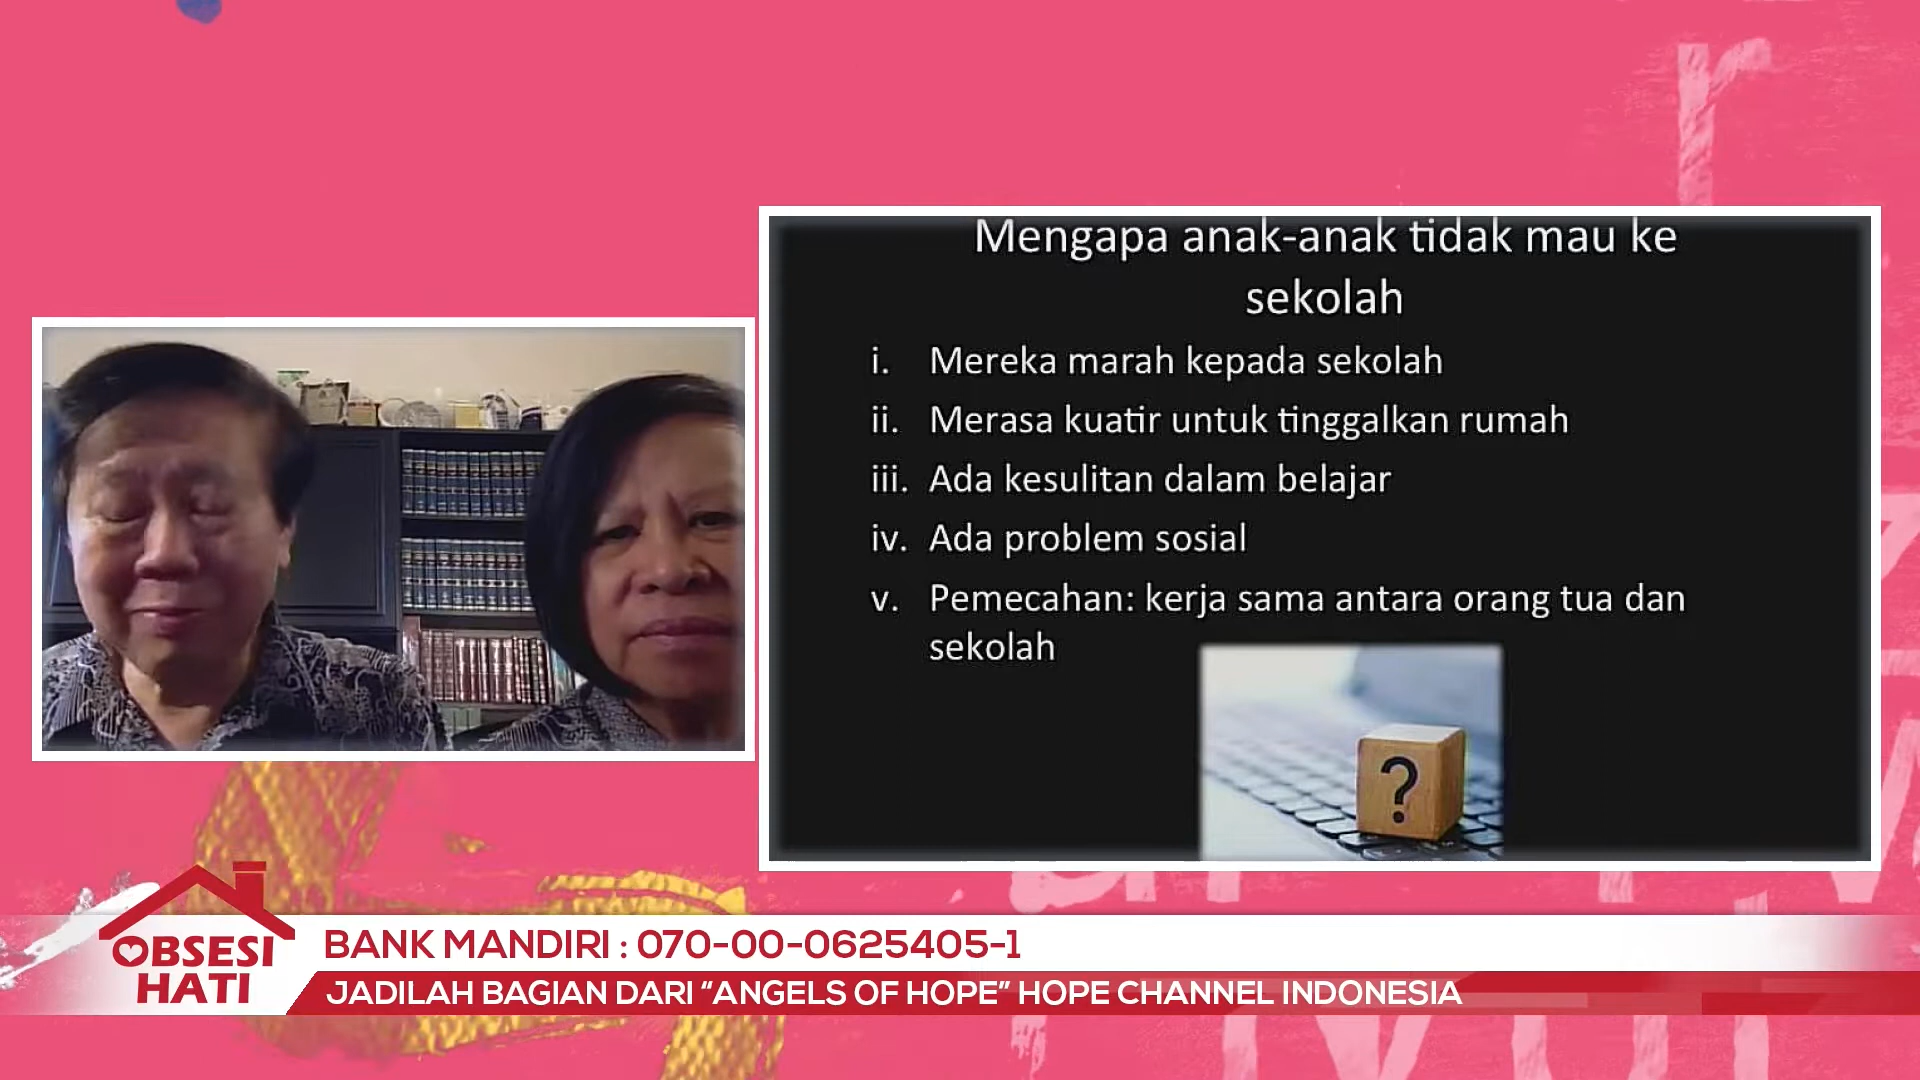 Mengapa anak-anak tidak mau ke
sekolah
i. Mereka marah kepada sekolah
ii. Merasa kuatir untuk tinggalkan rumah
iii. Ada kesulitan dalam belajar
iv. Ada problem sosial
v. Pemecahan: kerja sama antara orang tua dan
sekolah
?
OBSESI
HATI
BANK MANDIRI : 070-00-0625405-1
JADILAH BAGIAN DARI “ANGELS OF HOPE” HOPE CHANNEL INDONESIA